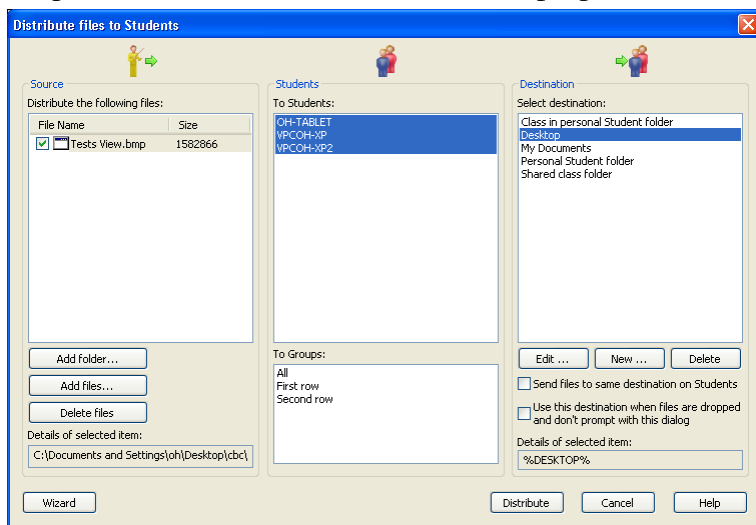 Distribute files to Students
Source
Distribute the following files:
File Name Size
Tests View.bmp 1582866
Add folder...
Add files...
Delete files
Details of selected item:
C:\Documents and Settings\oh\Desktop\cbc\
Students
To Students:
OH-TABLET
VPCOH-XP
VPCOH-XP2
To Groups:
All
First row
Second row
Destination
Select destination:
Class in personal Student folder
Desktop
My Documents
Personal Student folder
Shared class folder
Edit ... New ... Delete
Send files to same destination on Students
Use this destination when files are dropped
and don't prompt with this dialog
Details of selected item:
%DESKTOP%
Wizard Distribute Cancel Help